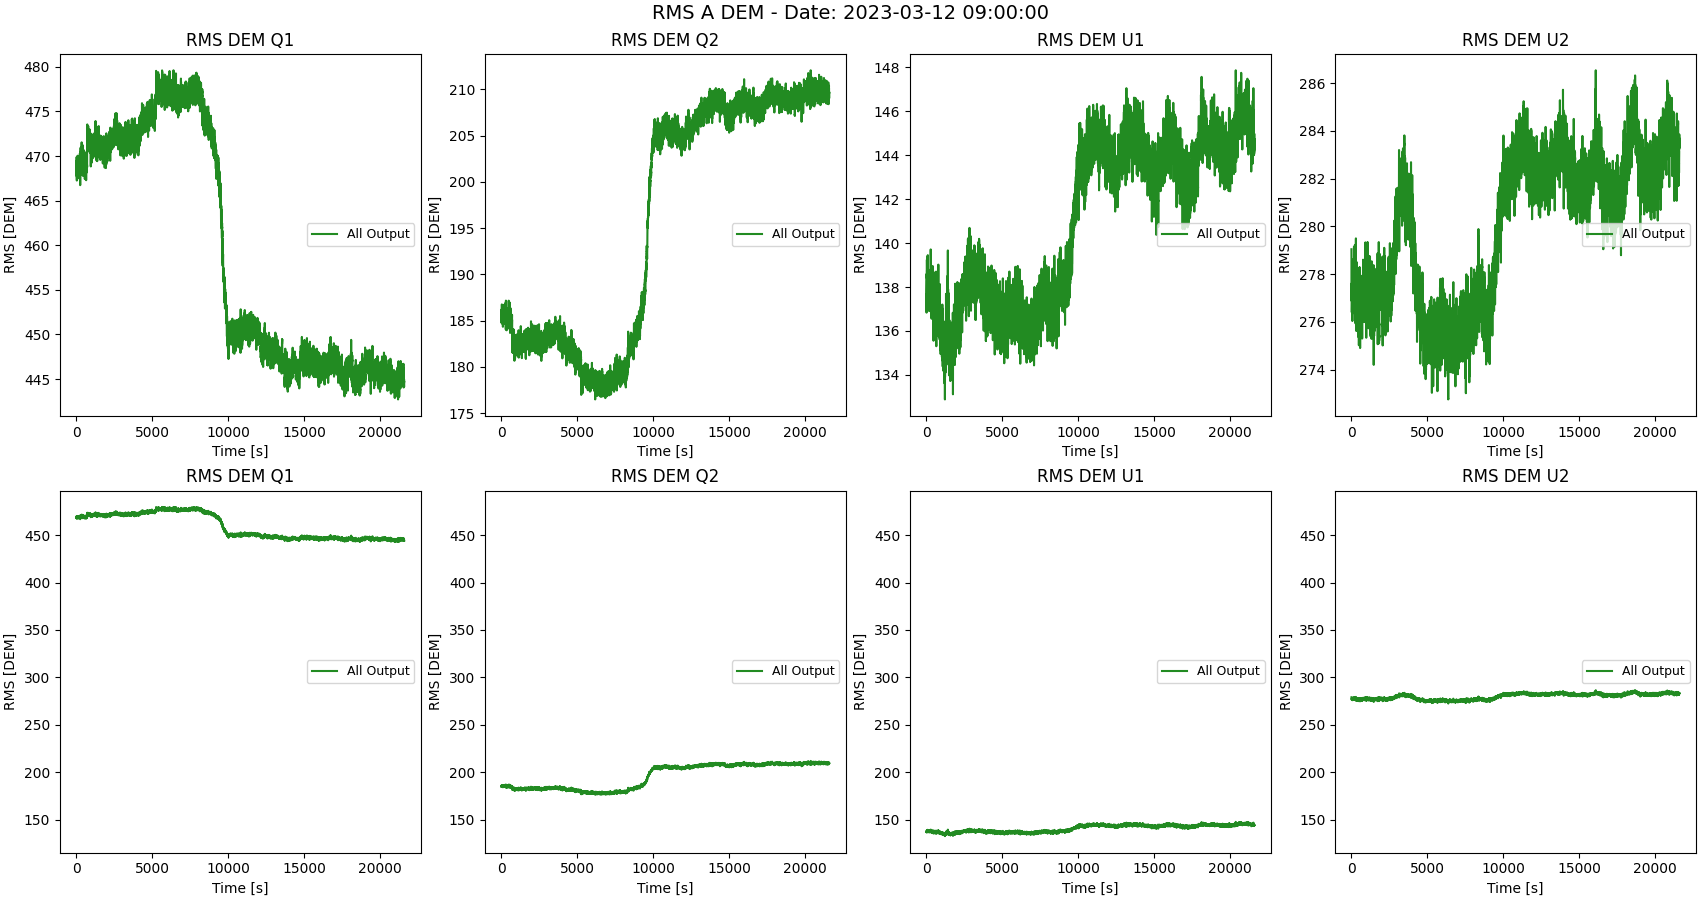 RMS A DEM - Date: 2023-03-12 09:00:00
RMS DEM Q1
RMS [DEM]
480
475
470
465
460
455
450
445
0 5000 10000 15000 20000
Time [s]
All Output
RMS DEM Q2
RMS [DEM]
210
205
200
195
190
185
180
175
0 5000 10000 15000 20000
Time [s]
All Output
RMS DEM U1
RMS [DEM]
148
146
144
142
140
138
136
134
0 5000 10000 15000 20000
Time [s]
All Output
RMS DEM U2
RMS [DEM]
286
284
282
280
278
276
274
0 5000 10000 15000 20000
Time [s]
All Output
RMS DEM Q1
RMS [DEM]
450
400
350
300
250
200
150
0 5000 10000 15000 20000
Time [s]
All Output
RMS DEM Q2
RMS [DEM]
450
400
350
300
250
200
150
0 5000 10000 15000 20000
Time [s]
All Output
RMS DEM U1
RMS [DEM]
450
400
350
300
250
200
150
0 5000 10000 15000 20000
Time [s]
All Output
RMS DEM U2
RMS [DEM]
450
400
350
300
250
200
150
0 5000 10000 15000 20000
Time [s]
All Output